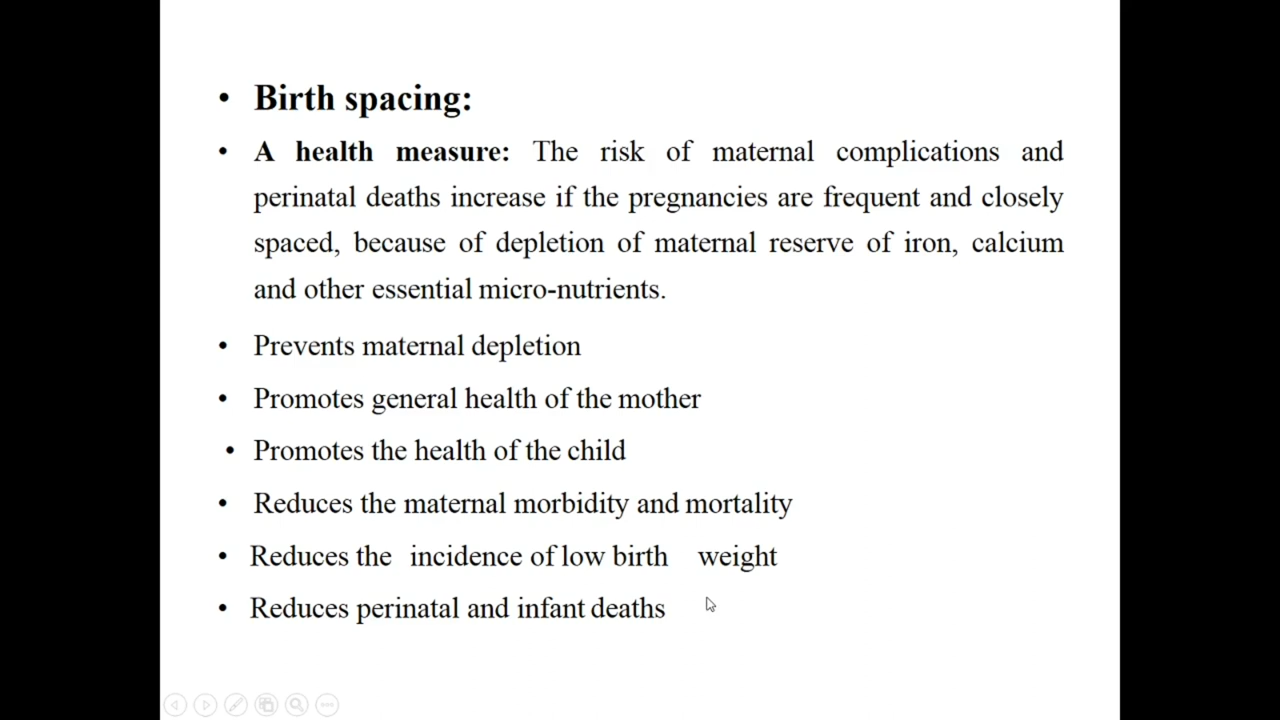 • Birth spacing:
• A health measure: The risk of maternal complications and
perinatal deaths increase if the pregnancies are frequent and closely
spaced, because of depletion of maternal reserve of iron, calcium
and other essential micro-nutrients.
• Prevents maternal depletion
• Promotes general health of the mother
• Promotes the health of the child
• Reduces the maternal morbidity and mortality
• Reduces the incidence of low birth weight
• Reduces perinatal and infant deaths